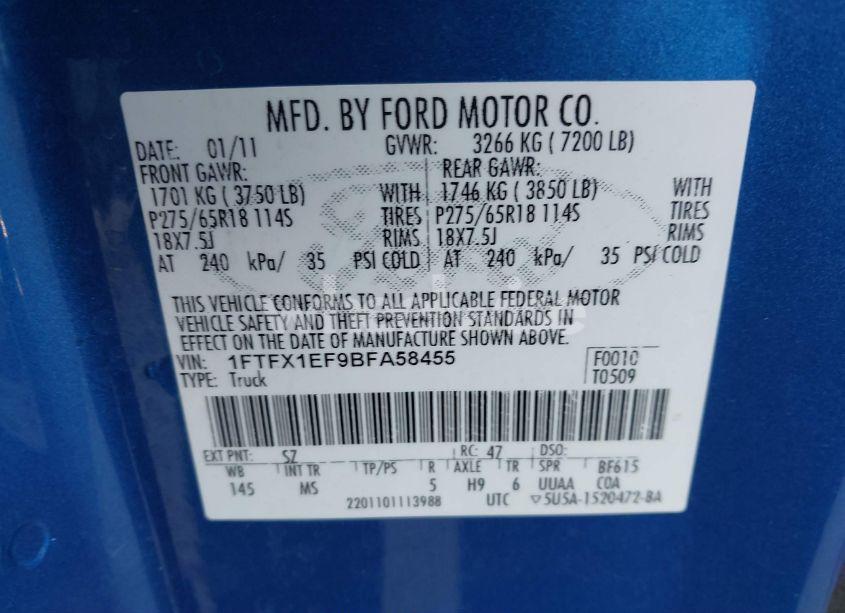 MFD. BY FORD MOTOR CO.
DATE: 01/11 GVWR: 3266 KG ( 7200 LB)
FRONT GAWR: REAR GAWR:
1701 KG ( 3750 LB) WITH 1746 KG ( 3850 LB) WITH
P275/65R18 114S TIRES P275/65R18 114S TIRES
18X7.5J RIMS 18X7.5J RIMS
AT 240 kPa/ 35 PSI COLD AT 240 kPa/ 35 PSI COLD
THIS VEHICLE CONFORMS TO ALL APPLICABLE FEDERAL MOTOR
VEHICLE SAFETY AND THEFT PREVENTION STANDARDS IN
EFFECT ON THE DATE OF MANUFACTURE SHOWN ABOVE.
VIN: 1FTFX1EF9BFA58455 F0010
TYPE: Truck T0509
EXT PNT: SZ RC: 47 DSO:
WB INT TR TP/PS R AXLE TR SPR BF615
145 MS 5 H9 6 UUAA COA
2201101113988 UTC ▽5U5A-1520472-BA